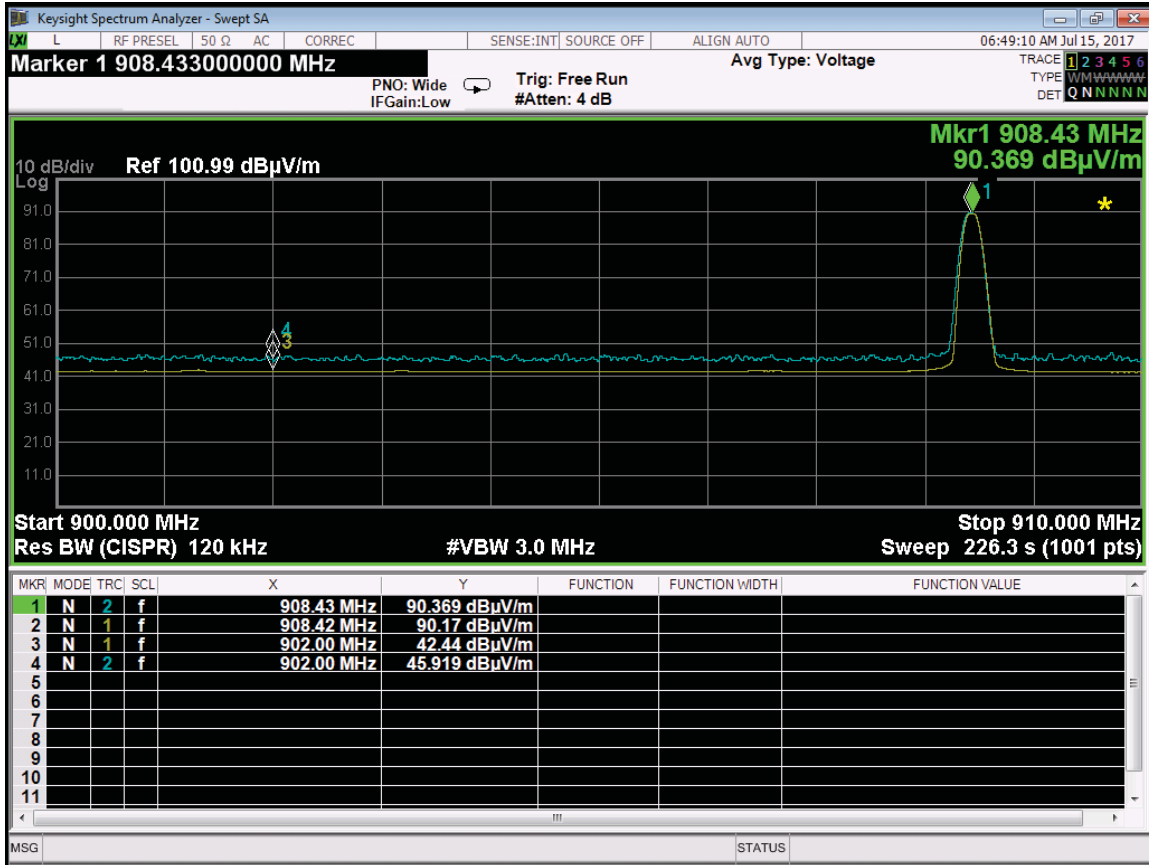 Keysight Spectrum Analyzer - Swept SA
LXI L RF PRESEL 50 Ω AC CORREC SENSE:INT SOURCE OFF ALIGN AUTO 06:49:10 AM Jul 15, 2017
Marker 1 908.433000000 MHz
PNO: Wide
IFGain:Low
Trig: Free Run
#Atten: 4 dB
Avg Type: Voltage
TRACE 1 2 3 4 5 6
TYPE WMWWWW
DET Q N N N N N
Mkr1 908.43 MHz
90.369 dBµV/m
10 dB/div Ref 100.99 dBµV/m
Log
91.0
81.0
71.0
61.0
51.0
41.0
31.0
21.0
11.0
1
*
4
3
Start 900.000 MHz Stop 910.000 MHz
Res BW (CISPR) 120 kHz #VBW 3.0 MHz Sweep 226.3 s (1001 pts)
MKR MODE TRC SCL X Y FUNCTION FUNCTION WIDTH FUNCTION VALUE
1 N 2 f 908.43 MHz 90.369 dBµV/m
2 N 1 f 908.42 MHz 90.17 dBµV/m
3 N 1 f 902.00 MHz 42.44 dBµV/m
4 N 2 f 902.00 MHz 45.919 dBµV/m
5
6
7
8
9
10
11
MSG STATUS